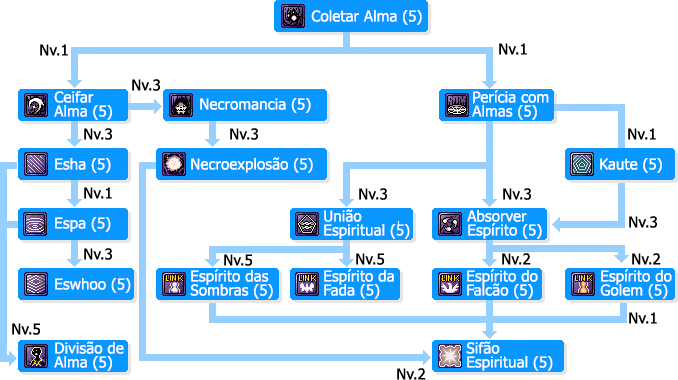 Coletar Alma (5)
Nv.1
Nv.1
Nv.3
Ceifar
Alma (5)
Necromancia (5)
Perícia com
Almas (5)
Nv.3
Nv.3
Nv.1
Esha (5)
Necroexplosão (5)
Kaute (5)
Nv.1
Nv.3
Nv.3
Espa (5)
União
Espiritual (5)
Absorver
Espírito (5)
Nv.3
Nv.3
Nv.5
Nv.5
Nv.2
Nv.2
Eswhoo (5)
LINK
Espírito das
Sombras (5)
LINK
Espírito da
Fada (5)
LINK
Espírito do
Falcão (5)
LINK
Espírito do
Golem (5)
Nv.1
Nv.5
Divisão de
Alma (5)
Sifão
Espiritual (5)
Nv.2